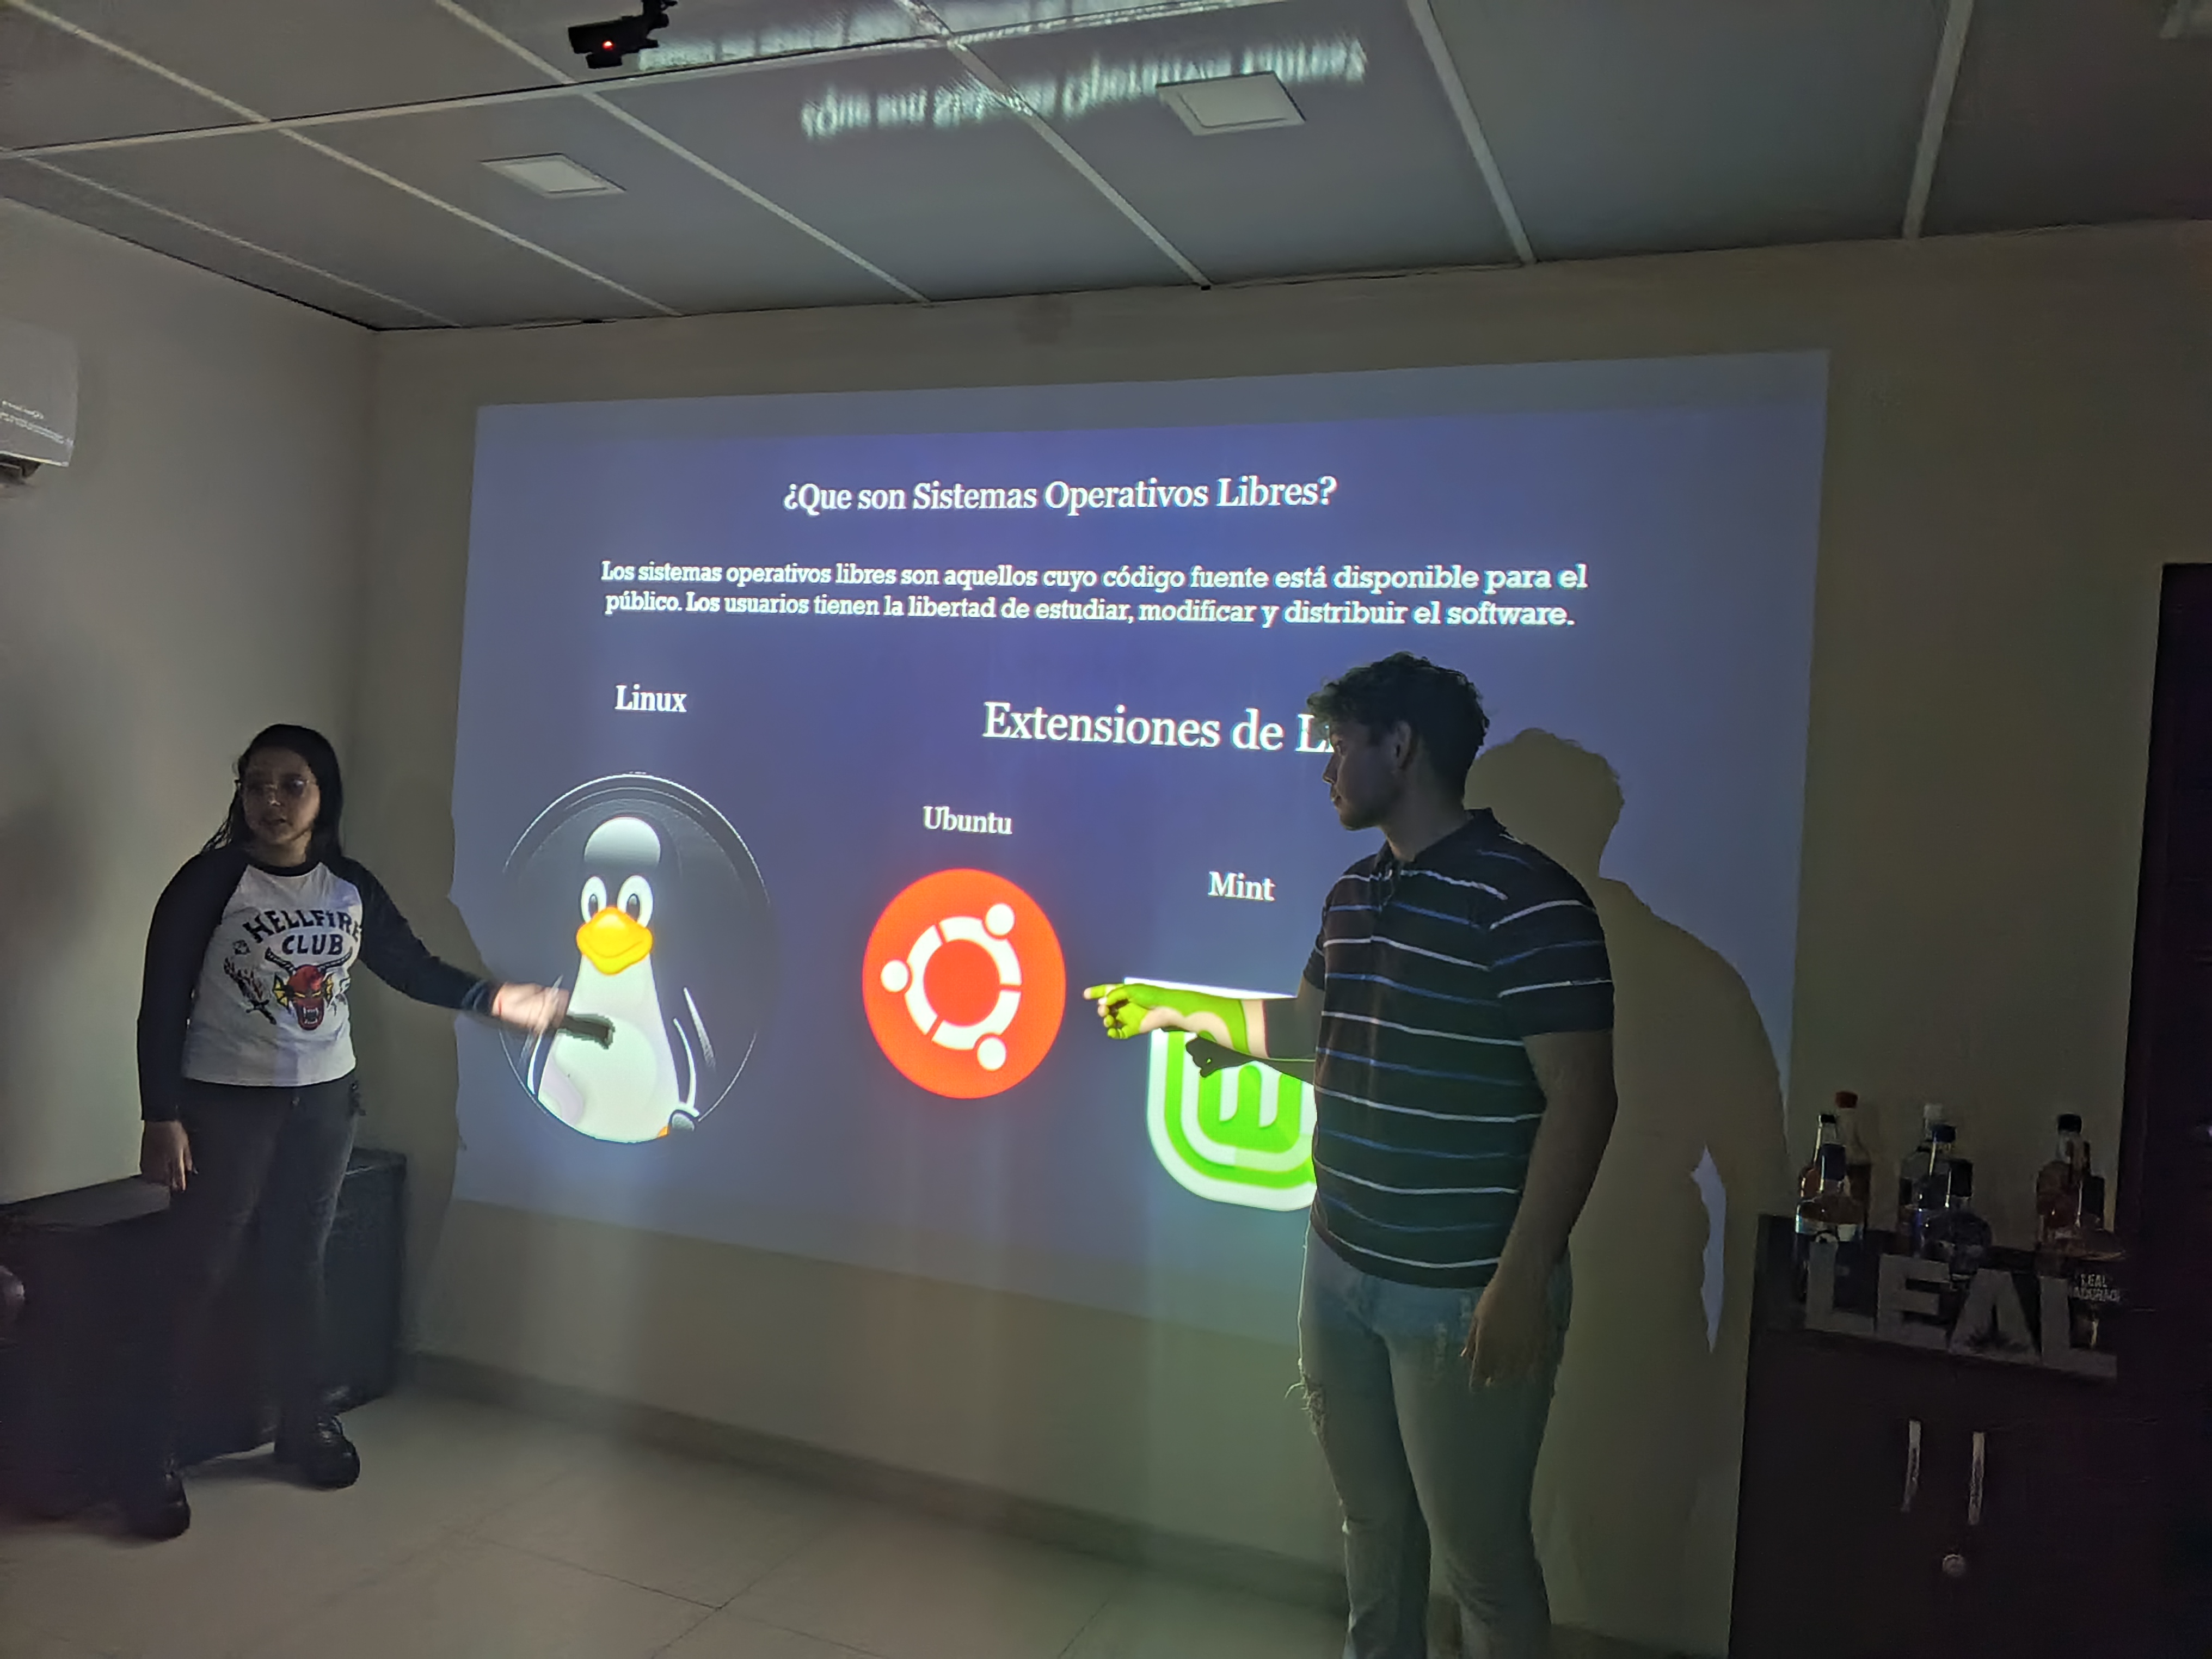 ¿Que son Sistemas Operativos Libres?
Los sistemas operativos libres son aquellos cuyo código fuente está disponible para el
público. Los usuarios tienen la libertad de estudiar, modificar y distribuir el software.
Linux
Extensiones de
Ubuntu
Mint
HELLFIRE
CLUB
LEAL
LEAL